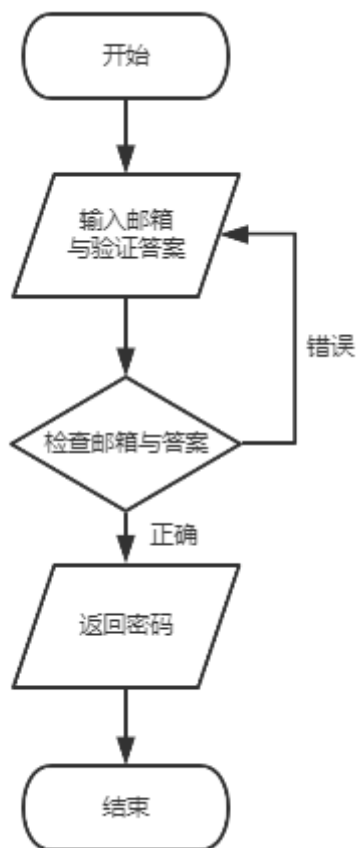 开始
输入邮箱
与验证答案
错误
检查邮箱与答案
正确
返回密码
结束